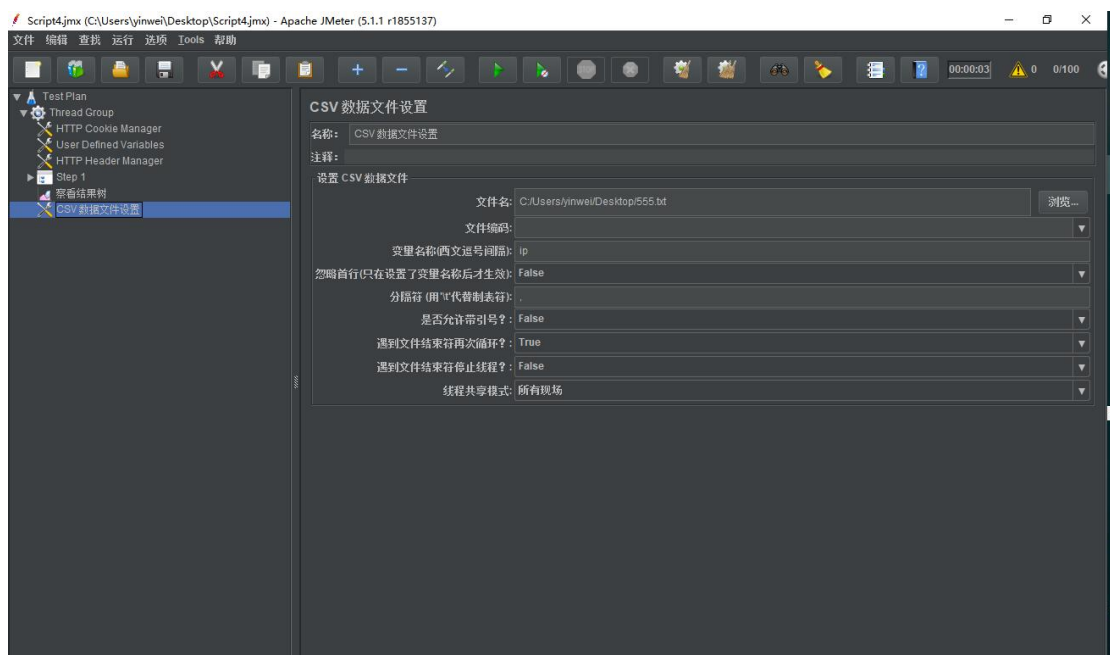 Script4.jmx (C:\Users\yinwei\Desktop\Script4.jmx) - Apache JMeter (5.1.1 r1855137)
文件 编辑 查找 运行 选项 Tools 帮助
00:00:03 0 0/100
Test Plan
Thread Group
HTTP Cookie Manager
User Defined Variables
HTTP Header Manager
Step 1
察看结果树
CSV 数据文件设置
CSV 数据文件设置
名称: CSV 数据文件设置
注释:
设置 CSV 数据文件
文件名: C:/Users/yinwei/Desktop/555.txt 浏览...
文件编码:
变量名称(西文逗号间隔): ip
忽略首行(只在设置了变量名称后才生效): False
分隔符 (用'\t'代替制表符): ,
是否允许带引号?: False
遇到文件结束符再次循环?: True
遇到文件结束符停止线程?: False
线程共享模式: 所有现场